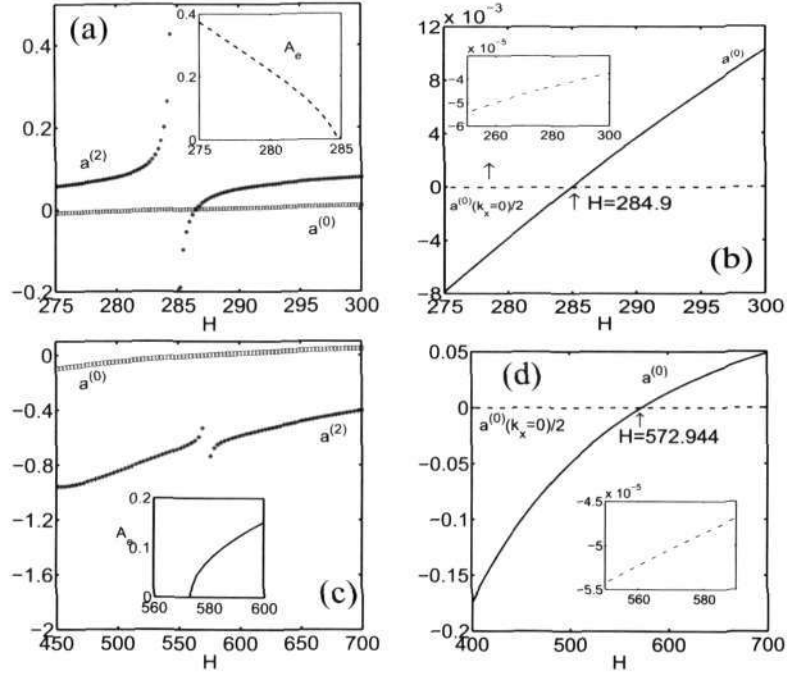 (a)
0.4
0.2
0
-0.2
275 280 285 290 295 300
H
a(2)
a(0)
0.4
0.2
0
275 280 285
A_e
(b)
12 x 10^-3
8
4
0
-4
-8
275 280 285 290 295 300
H
a^(0)
x 10^-5
-4
-5
-6
260 280 300
↑
a^(0)(k_x=0)/2
↑ H=284.9
(c)
0
-0.4
-0.8
-1.2
-1.6
-2
450 500 550 600 650 700
H
a^(0)
a^(2)
0.2
0.1
0
560 580 600
A_e
(d)
0.05
0
-0.05
-0.1
-0.15
-0.2
400 500 600 700
H
a^(0)
a^(0)(k_x=0)/2
↑
H=572.944
-4.5 x 10^-5
-5
-5.5
560 580